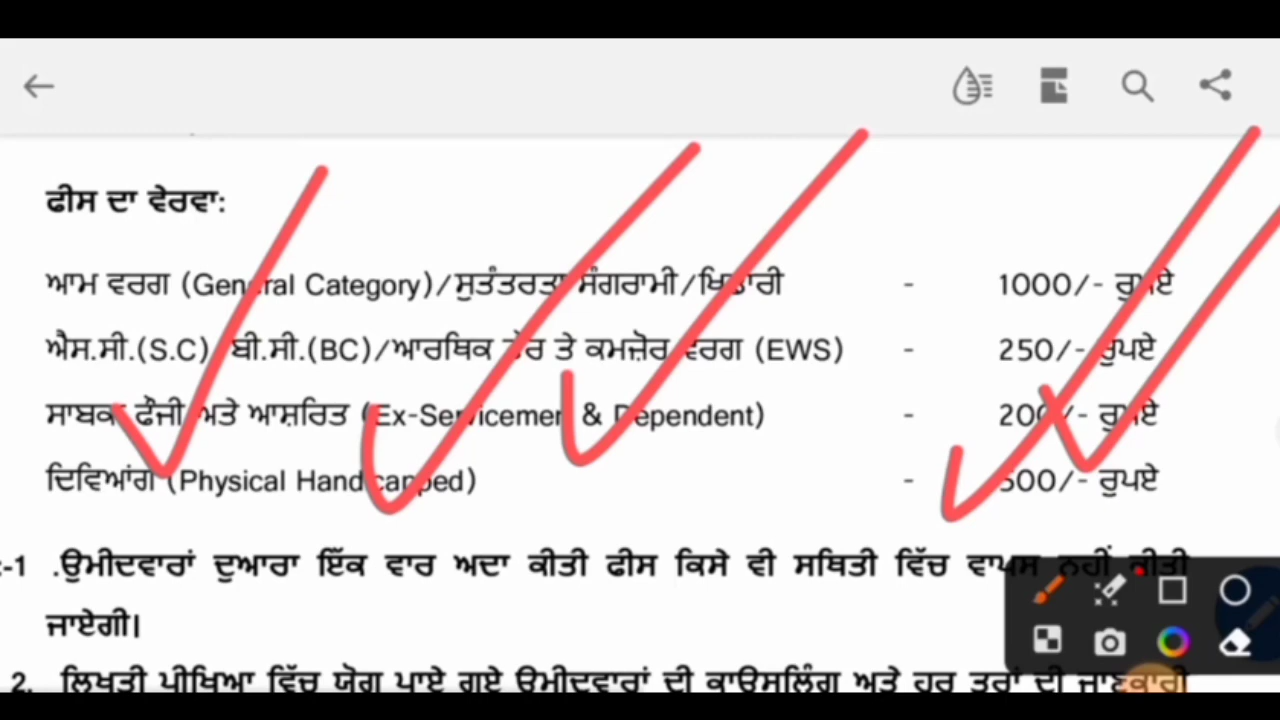 ਫੀਸ ਦਾ ਵੇਰਵਾ:
ਆਮ ਵਰਗ (General Category)/ਸੁਤੰਤਰਤਾ ਸੰਗਰਾਮੀ/ਖਿਡਾਰੀ - 1000/- ਰੁਪਏ
ਐਸ.ਸੀ.(S.C) ਬੀ.ਸੀ.(BC)/ਆਰਥਿਕ ਤੌਰ ਤੇ ਕਮਜ਼ੋਰ ਵਰਗ (EWS) - 250/- ਰੁਪਏ
ਸਾਬਕਾ ਫੌਜੀ ਅਤੇ ਆਸ਼ਰਿਤ (Ex-Servicemen & Dependent) - 200/- ਰੁਪਏ
ਦਿਵਿਆਂਗ (Physical Handicapped) - 500/- ਰੁਪਏ
-1 .ਉਮੀਦਵਾਰਾਂ ਦੁਆਰਾ ਇੱਕ ਵਾਰ ਅਦਾ ਕੀਤੀ ਫੀਸ ਕਿਸੇ ਵੀ ਸਥਿਤੀ ਵਿੱਚ ਵਾਪਸ ਨਹੀਂ ਕੀਤੀ
ਜਾਏਗੀ।
2. ਲਿਖਤੀ ਪ੍ਰੀਖਿਆ ਵਿੱਚ ਯੋਗ ਪਾਏ ਗਏ ਉਮੀਦਵਾਰਾਂ ਦੀ ਕਾਉਂਸਲਿੰਗ ਅਤੇ ਹਰ ਤਰ੍ਹਾਂ ਦੀ ਜਾਣਕਾਰੀ